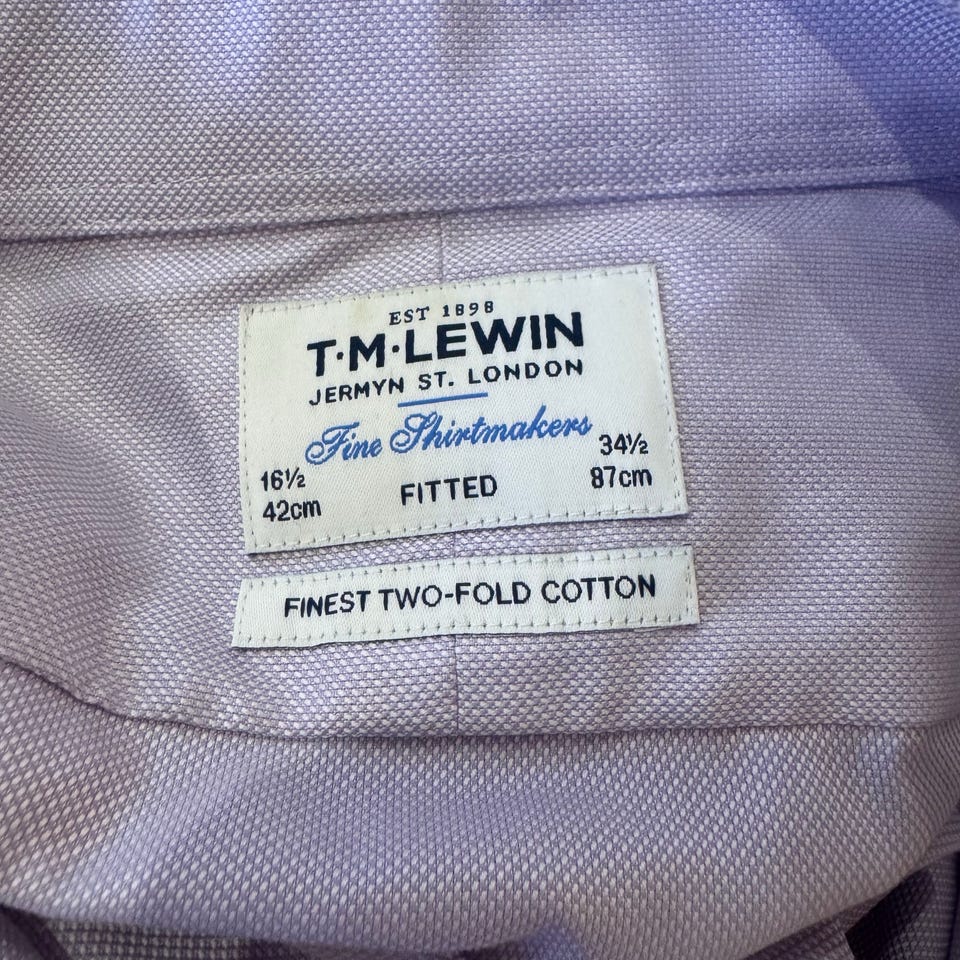 EST 1898
T·M·LEWIN
JERMYN ST. LONDON
Fine Shirtmakers
16½ 34½
42cm FITTED 87cm
FINEST TWO-FOLD COTTON